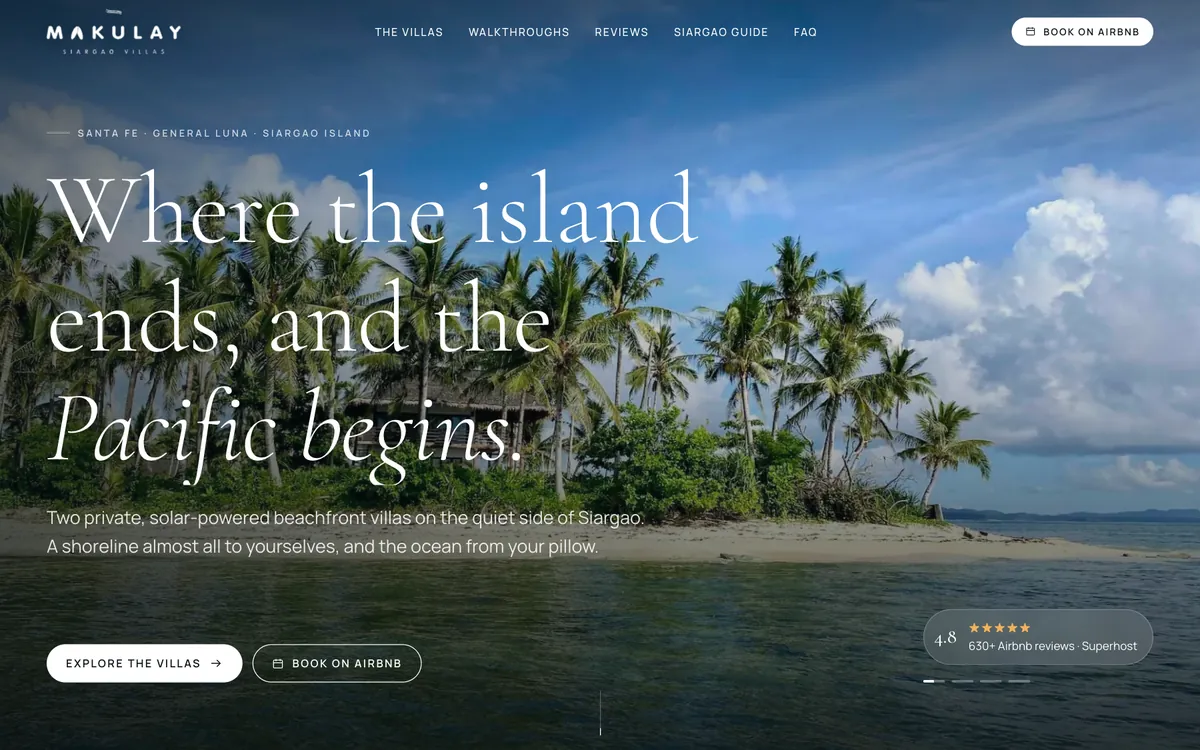 MAKULAY
SIARGAO VILLAS
THE VILLAS
WALKTHROUGHS
REVIEWS
SIARGAO GUIDE
FAQ
BOOK ON AIRBNB
SANTA FE · GENERAL LUNA · SIARGAO ISLAND
Where the island
ends, and the
Pacific begins.
Two private, solar-powered beachfront villas on the quiet side of Siargao.
A shoreline almost all to yourselves, and the ocean from your pillow.
EXPLORE THE VILLAS →
BOOK ON AIRBNB
4.8
★★★★★
630+ Airbnb reviews · Superhost